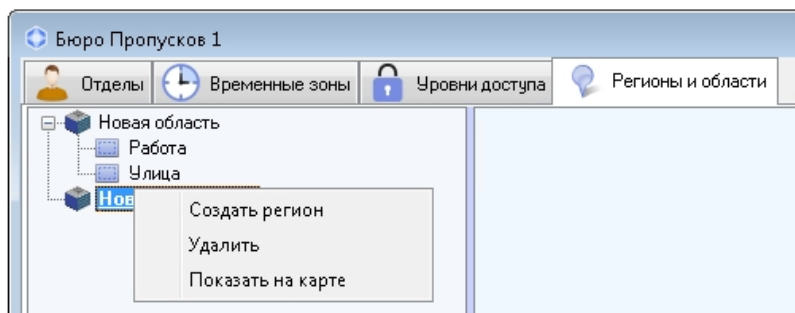 Бюро Пропусков 1
Отделы Временные зоны Уровни доступа Регионы и области
Новая область
Работа
Улица
Нов
Создать регион
Удалить
Показать на карте